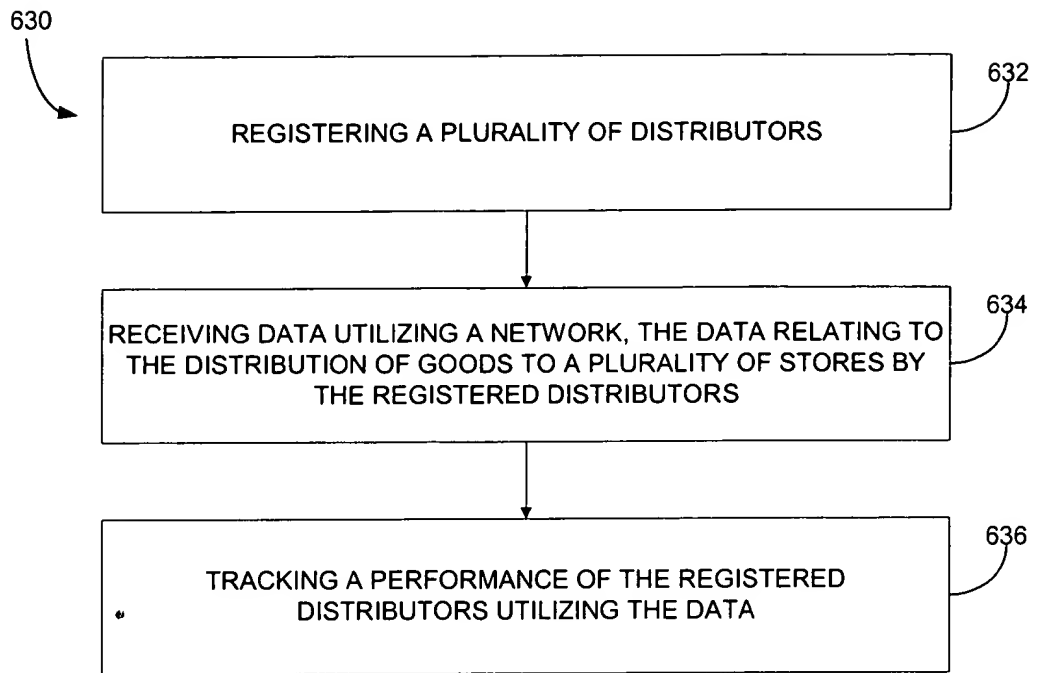 630
632
REGISTERING A PLURALITY OF DISTRIBUTORS
634
RECEIVING DATA UTILIZING A NETWORK, THE DATA RELATING TO
THE DISTRIBUTION OF GOODS TO A PLURALITY OF STORES BY
THE REGISTERED DISTRIBUTORS
636
TRACKING A PERFORMANCE OF THE REGISTERED
DISTRIBUTORS UTILIZING THE DATA